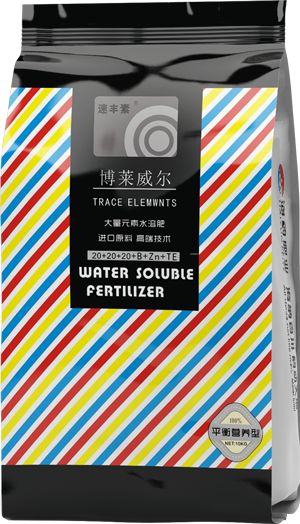 速丰素
博莱威尔
TRACE ELEMWNTS
大量元素水溶肥
进口原料 高端技术
20+20+20+B+Zn+TE
WATER SOLUBLE
FERTILIZER
100%
平衡营养型
NET:10KG